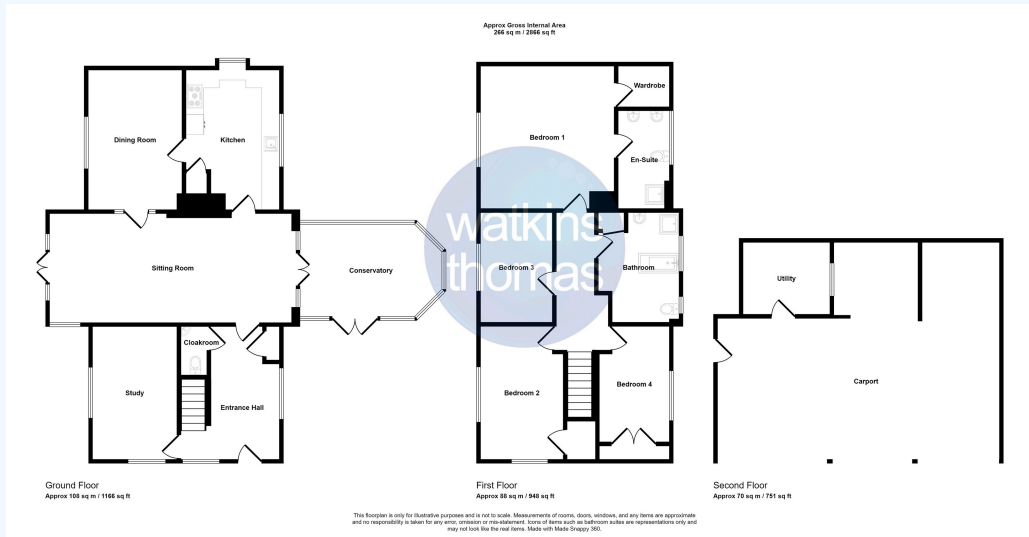 Approx Gross Internal Area
266 sq m / 2866 sq ft
Dining Room
Kitchen
Sitting Room
Conservatory
Cloakroom
Study
Entrance Hall
Ground Floor
Approx 108 sq m / 1166 sq ft
Wardrobe
Bedroom 1
En-Suite
watkins
thomas
Bedroom 3
Bathroom
Bedroom 2
Bedroom 4
First Floor
Approx 88 sq m / 948 sq ft
Utility
Carport
Second Floor
Approx 70 sq m / 751 sq ft
This floorplan is only for illustrative purposes and is not to scale. Measurements of rooms, doors, windows, and any items are approximate
and no responsibility is taken for any error, omission or mis-statement. Icons of items such as bathroom suites are representations only and
may not look like the real items. Made with Made Snappy 360.